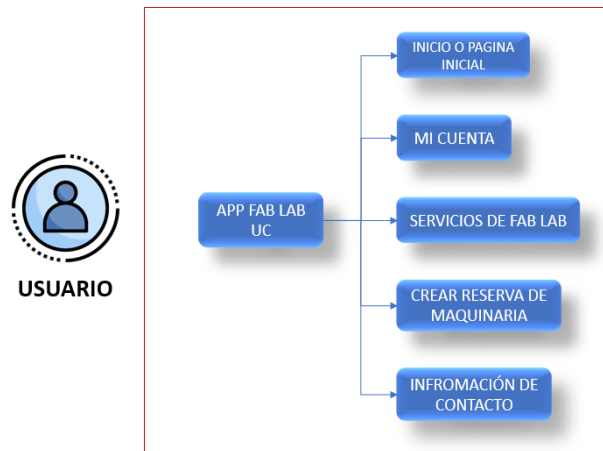 INICIO O PAGINA
INICIAL
MI CUENTA
APP FAB LAB
UC
SERVICIOS DE FAB LAB
USUARIO
CREAR RESERVA DE
MAQUINARIA
INFROMACIÓN DE
CONTACTO